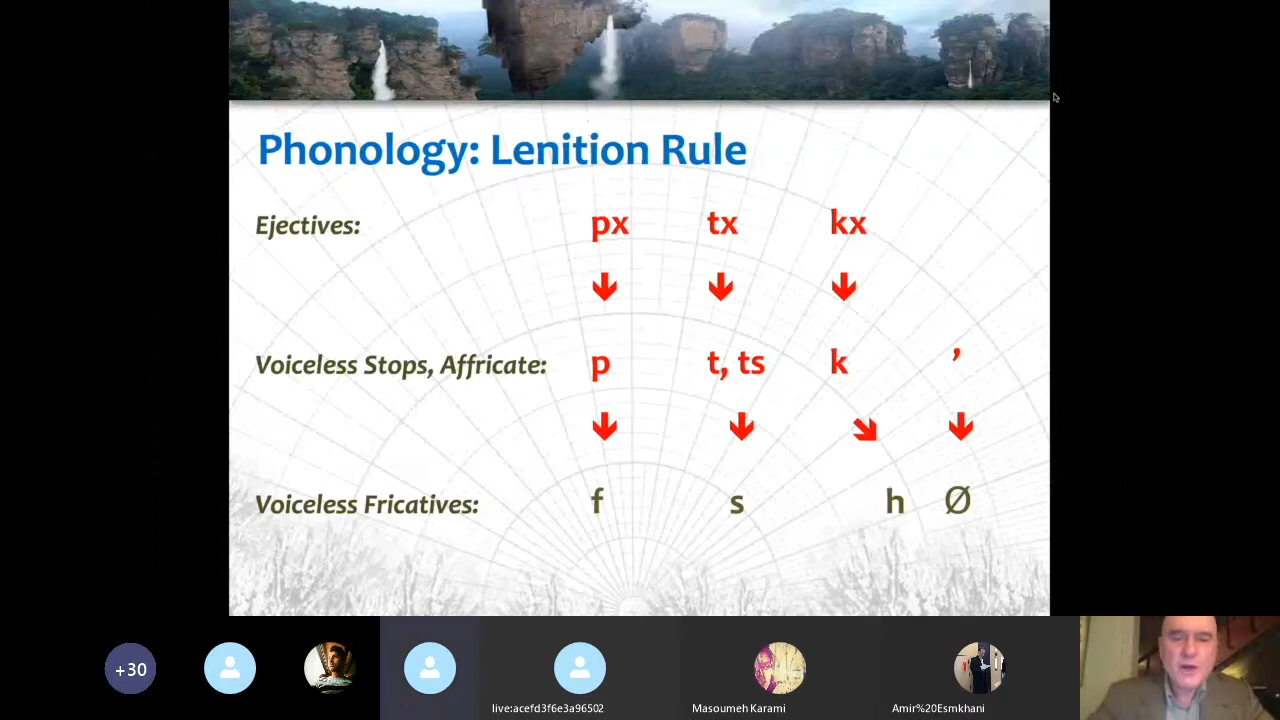 Phonology: Lenition Rule
Ejectives: px tx kx
Voiceless Stops, Affricate: p t, ts k ’
Voiceless Fricatives: f s h Ø
+30
live:acefd3f6e3a96502
Masoumeh Karami
Amir%20Esmkhani